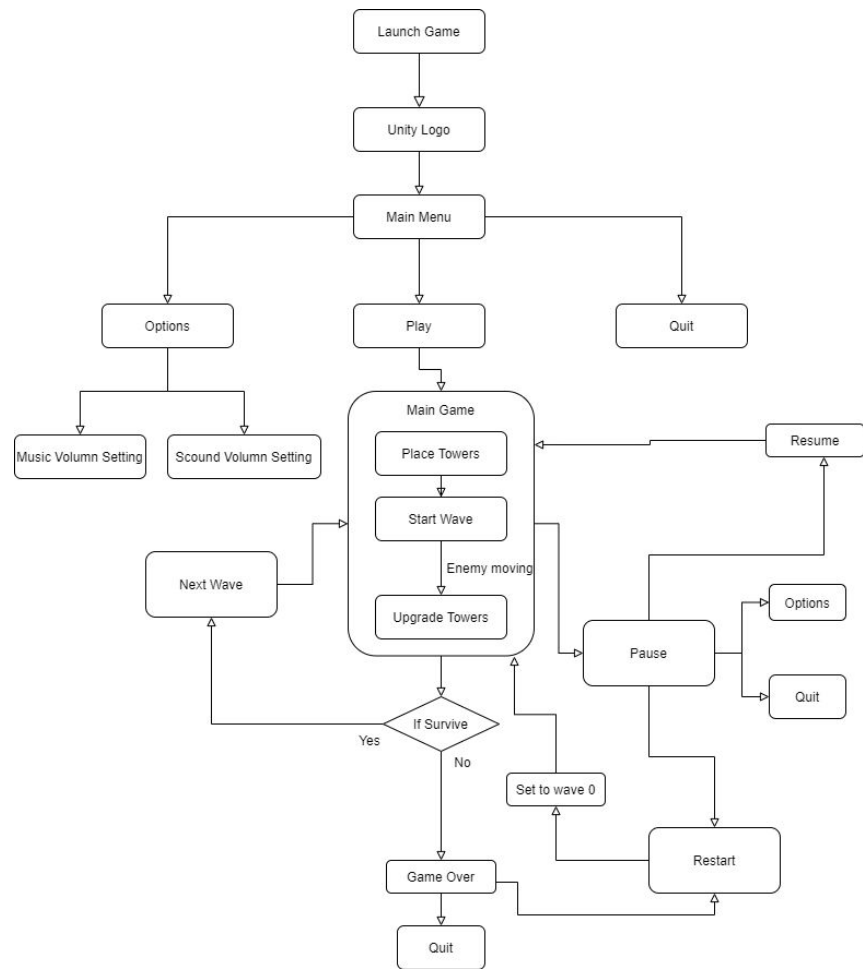 Launch Game
Unity Logo
Main Menu
Options
Play
Quit
Music Volumn Setting
Scound Volumn Setting
Main Game
Place Towers
Start Wave
Enemy moving
Upgrade Towers
Resume
Next Wave
Options
Pause
Quit
If Survive
Yes
No
Set to wave 0
Restart
Game Over
Quit